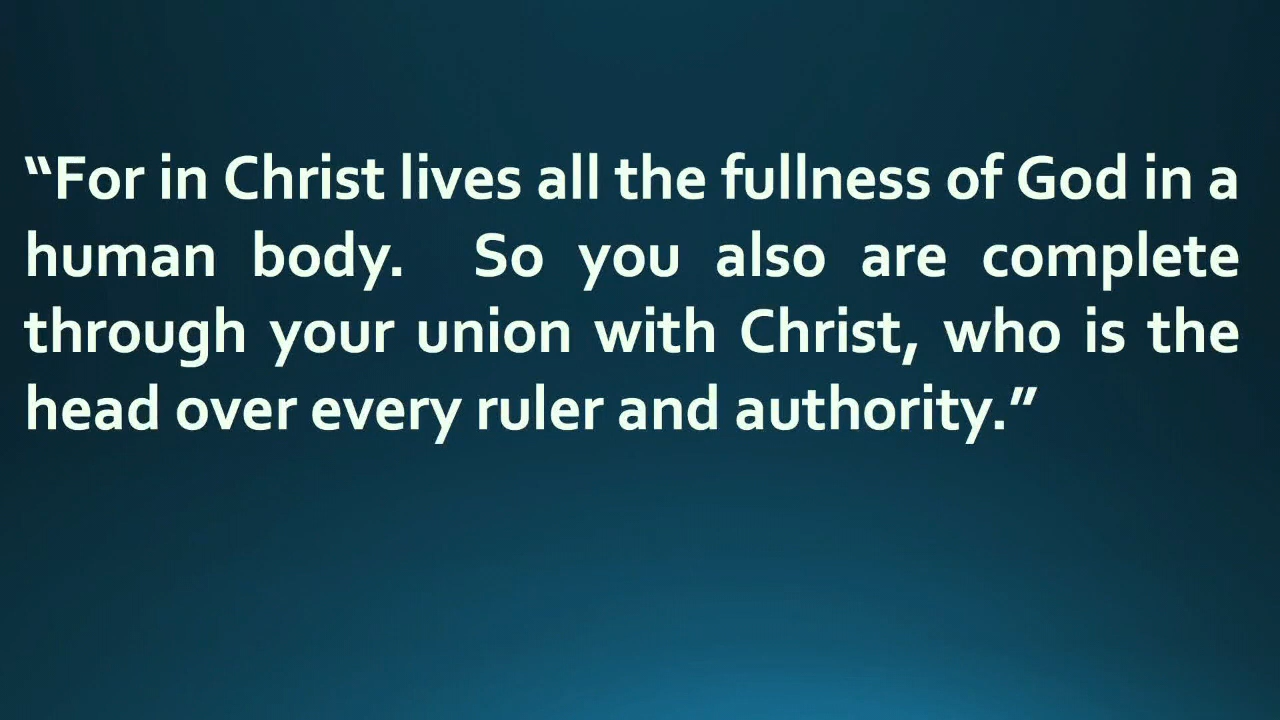 “For in Christ lives all the fullness of God in a
human body.  So you also are complete
through your union with Christ, who is the
head over every ruler and authority.”